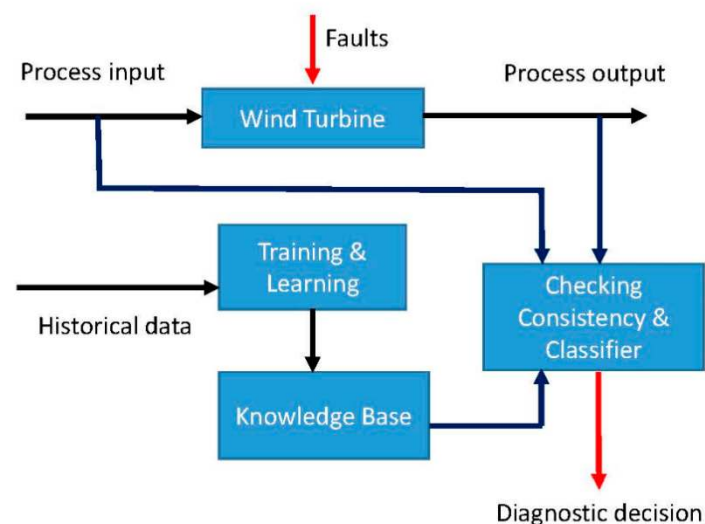 Faults
Process input
Process output
Wind Turbine
Training &
Learning
Checking
Consistency &
Classifier
Historical data
Knowledge Base
Diagnostic decision